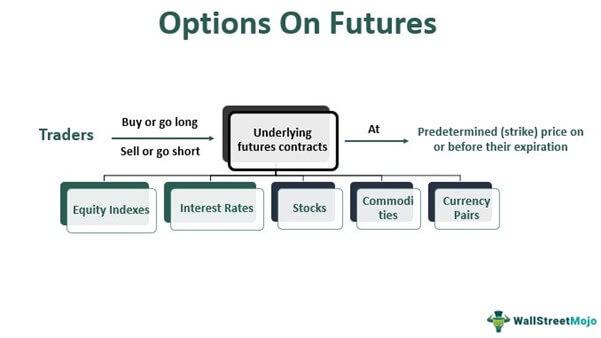 Options On Futures
Traders
Buy or go long
Sell or go short
Underlying
futures contracts
At
Predetermined (strike) price on
or before their expiration
Equity Indexes
Interest Rates
Stocks
Commodi
ties
Currency
Pairs
WallStreetMojo